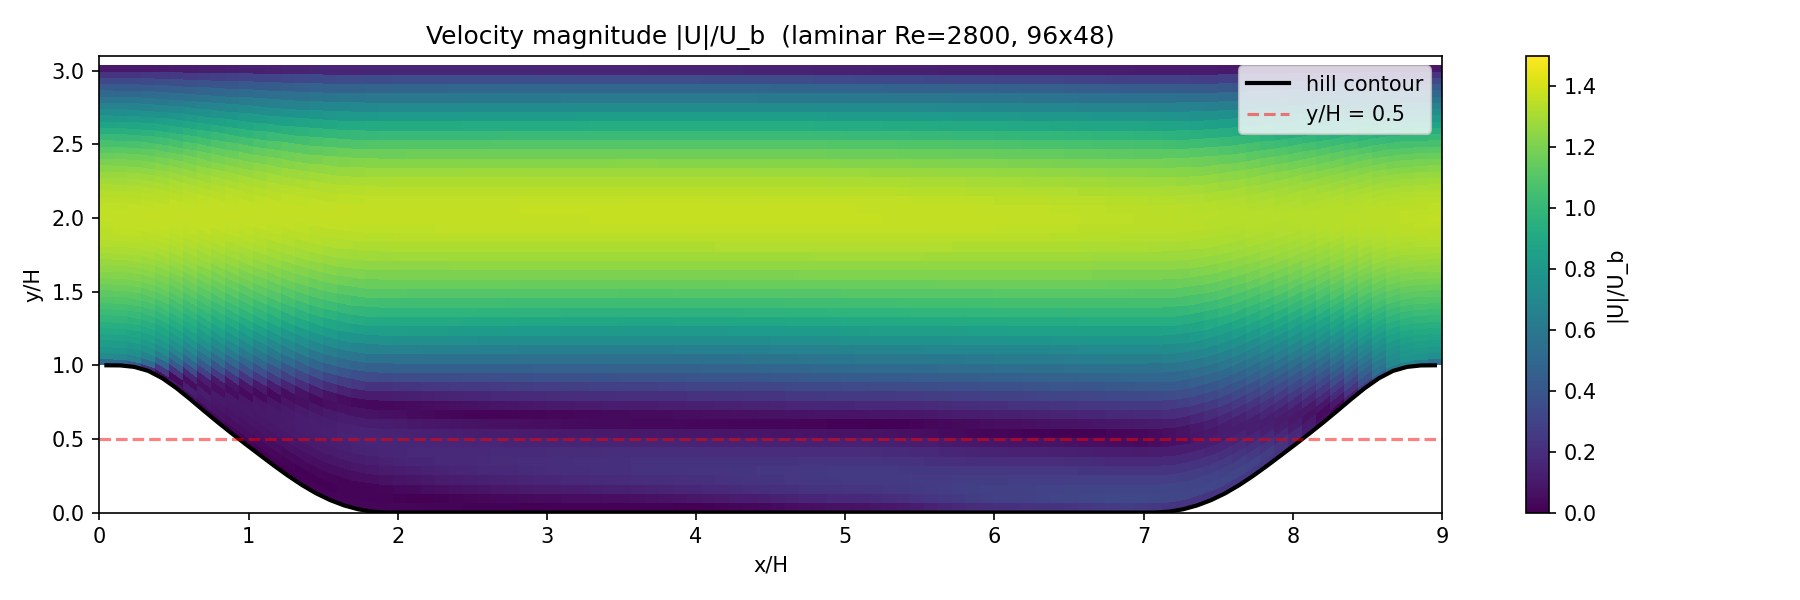 Velocity magnitude |U|/U_b (laminar Re=2800, 96x48)
hill contour
y/H = 0.5
y/H
3.0
2.5
2.0
1.5
1.0
0.5
0.0
0 1 2 3 4 5 6 7 8 9
x/H
1.4
1.2
1.0
0.8
0.6
0.4
0.2
0.0
|U|/U_b